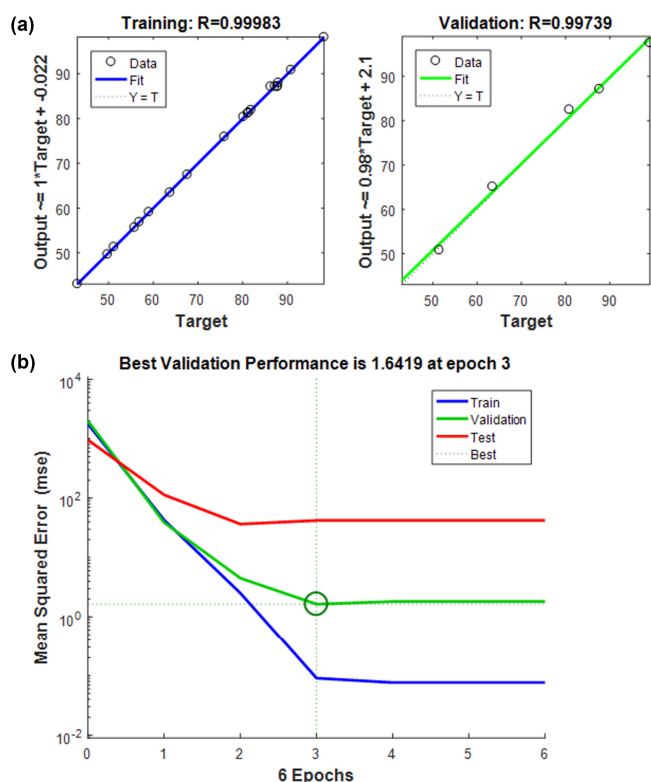 (a)
Training: R=0.99983
Output ~= 1*Target + -0.022
90
80
70
60
50
Data
Fit
Y = T
50 60 70 80 90
Target
Validation: R=0.99739
Output ~= 0.98*Target + 2.1
90
80
70
60
50
Data
Fit
Y = T
50 60 70 80 90
Target
(b)
Best Validation Performance is 1.6419 at epoch 3
Mean Squared Error (mse)
10^4
10^2
10^0
10^-2
Train
Validation
Test
Best
0 1 2 3 4 5 6
6 Epochs